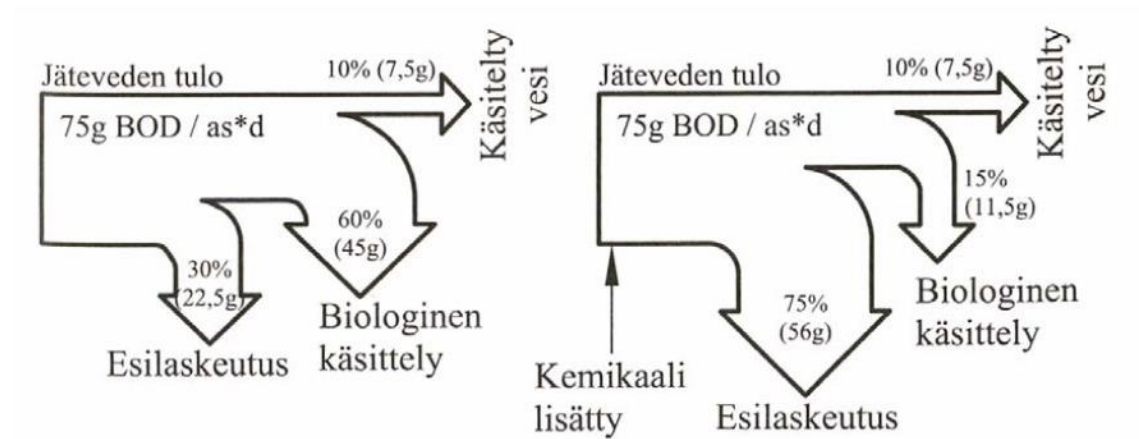 Jäteveden tulo
10% (7,5g)
Käsitelty
vesi
75g BOD / as*d
60%
(45g)
30%
(22,5g)
Biologinen
käsittely
Esilaskeutus
Jäteveden tulo
10% (7,5g)
Käsitelty
vesi
75g BOD / as*d
15%
(11,5g)
75%
(56g)
Biologinen
käsittely
Kemikaali
lisätty
Esilaskeutus